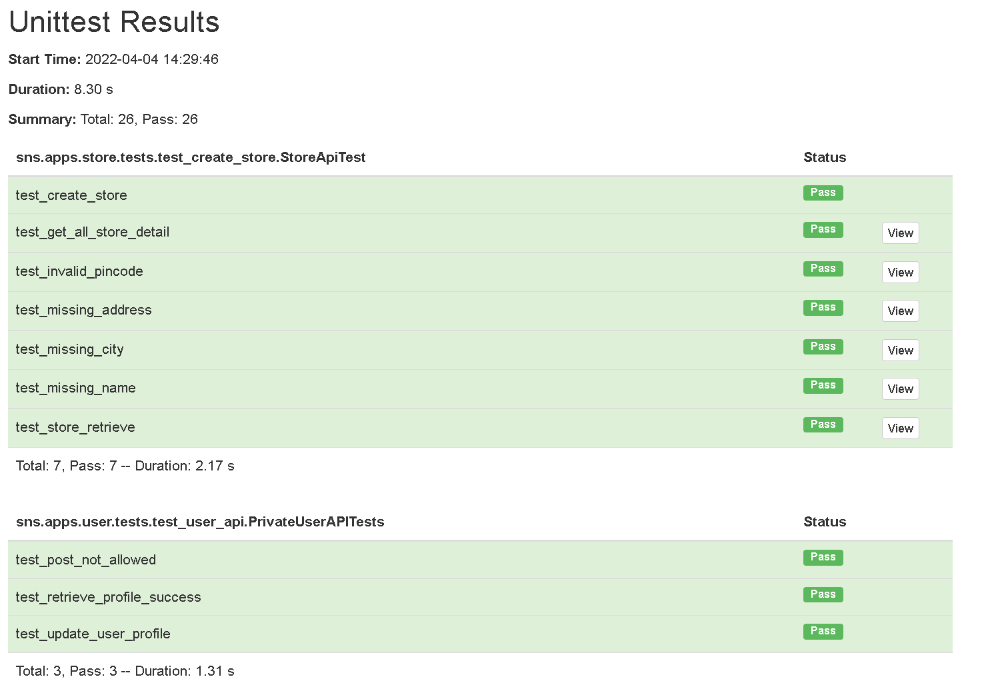 Unittest Results
Start Time: 2022-04-04 14:29:46
Duration: 8.30 s
Summary: Total: 26, Pass: 26
sns.apps.store.tests.test_create_store.StoreApiTest Status
test_create_store Pass
test_get_all_store_detail Pass View
test_invalid_pincode Pass View
test_missing_address Pass View
test_missing_city Pass View
test_missing_name Pass View
test_store_retrieve Pass View
Total: 7, Pass: 7 -- Duration: 2.17 s
sns.apps.user.tests.test_user_api.PrivateUserAPITests Status
test_post_not_allowed Pass
test_retrieve_profile_success Pass
test_update_user_profile Pass
Total: 3, Pass: 3 -- Duration: 1.31 s